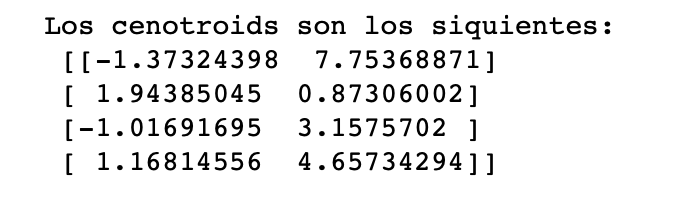 Los cenotroids son los siquientes:
[[-1.37324398  7.75368871]
[ 1.94385045  0.87306002]
[-1.01691695  3.1575702 ]
[ 1.16814556  4.65734294]]